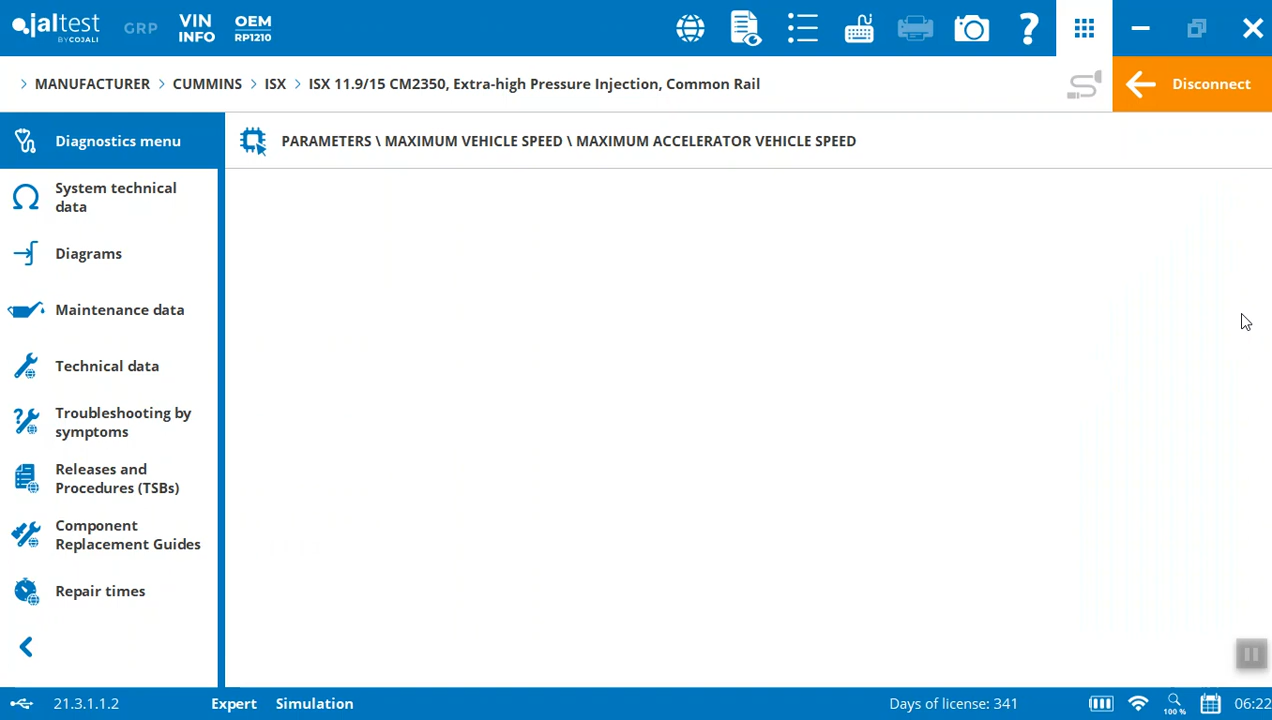 jaltest
BY COJALI
GRP
VIN
INFO
OEM
RP1210
> MANUFACTURER > CUMMINS > ISX > ISX 11.9/15 CM2350, Extra-high Pressure Injection, Common Rail
Disconnect
Diagnostics menu
PARAMETERS \ MAXIMUM VEHICLE SPEED \ MAXIMUM ACCELERATOR VEHICLE SPEED
System technical
data
Diagrams
Maintenance data
Technical data
Troubleshooting by
symptoms
Releases and
Procedures (TSBs)
Component
Replacement Guides
Repair times
21.3.1.1.2
Expert
Simulation
Days of license: 341
100 %
06:22